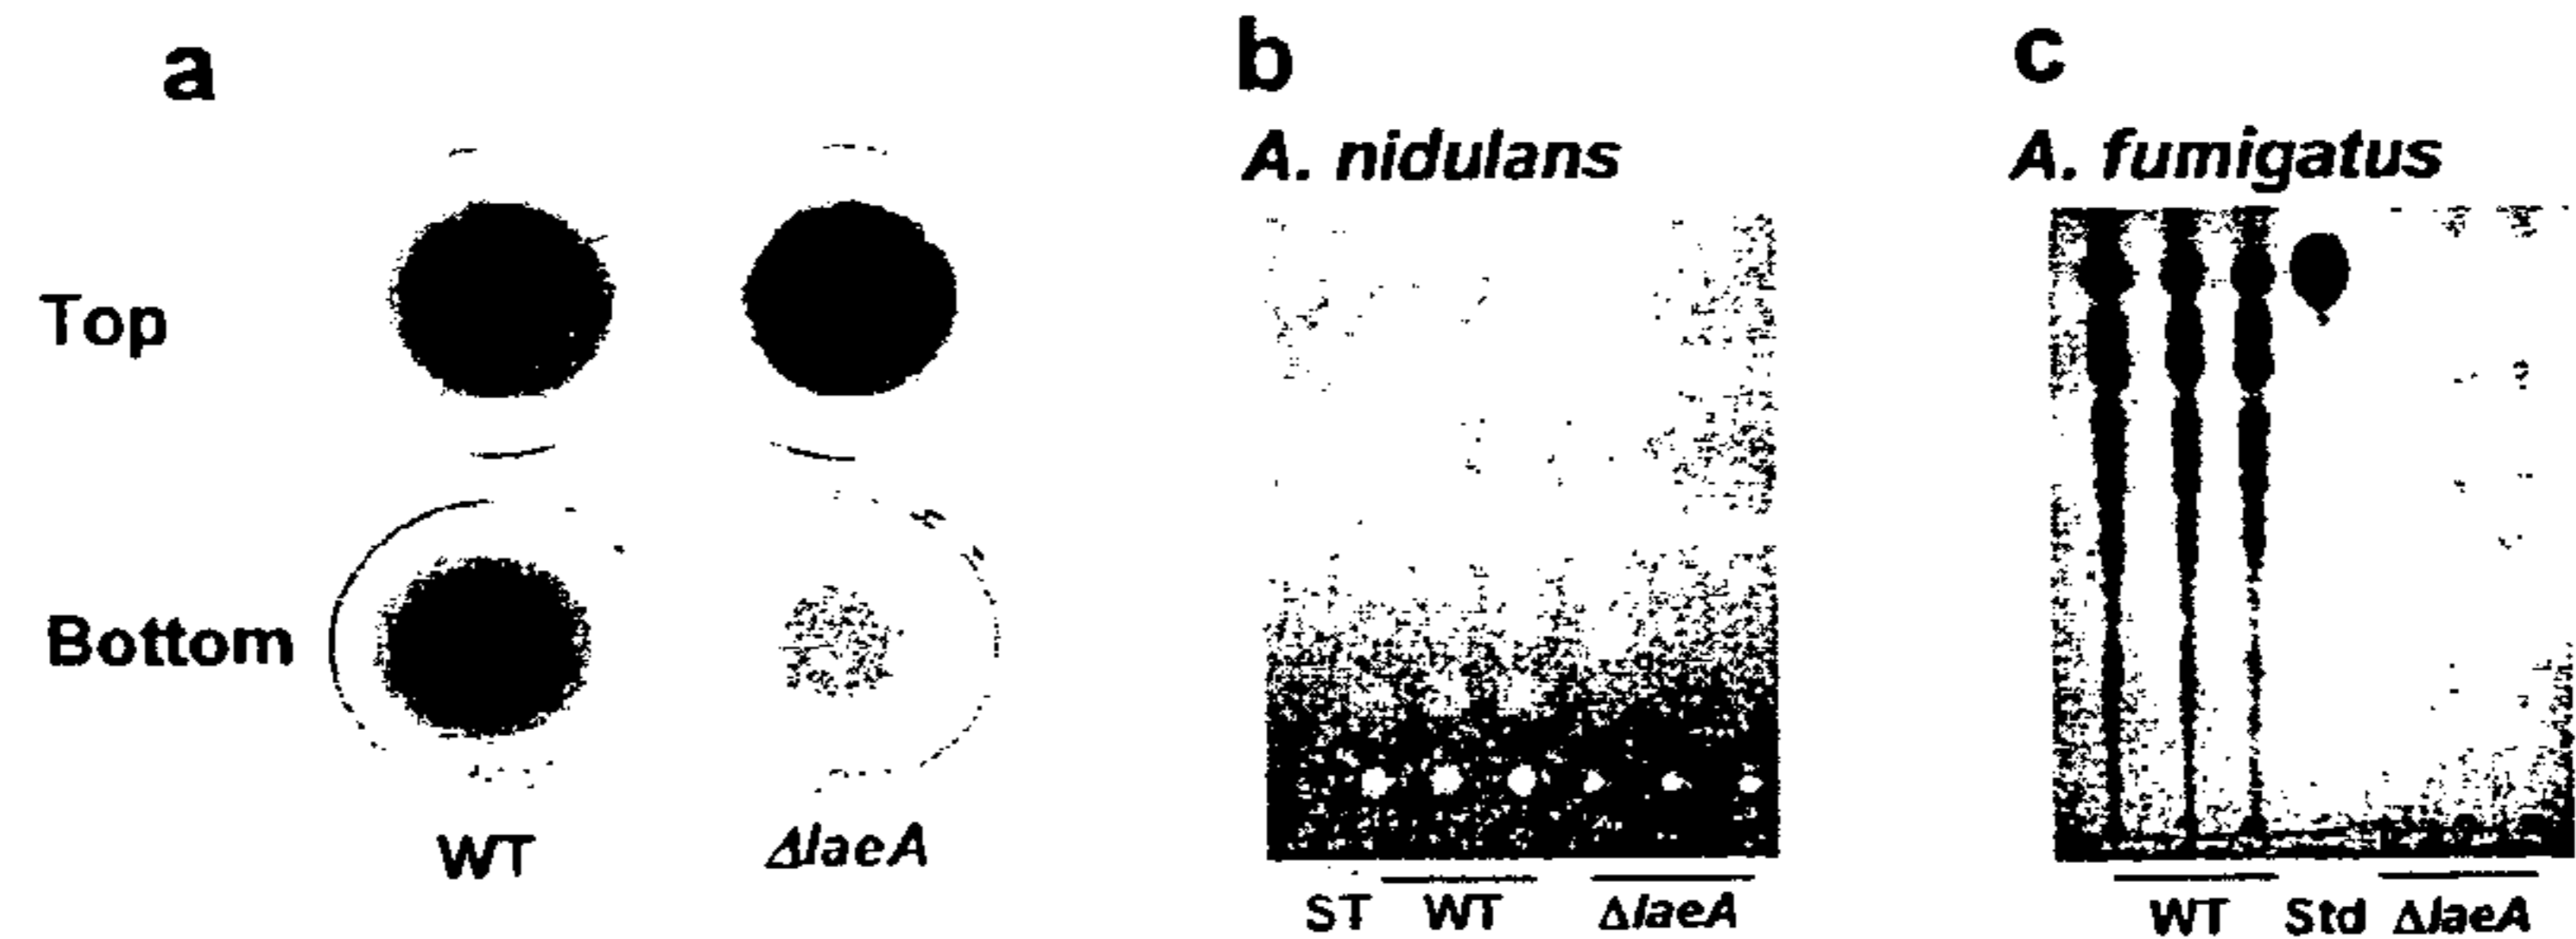 a
Top
Bottom
WT ΔlaeA
b
A. nidulans
ST WT ΔlaeA
c
A. fumigatus
WT Std ΔlaeA